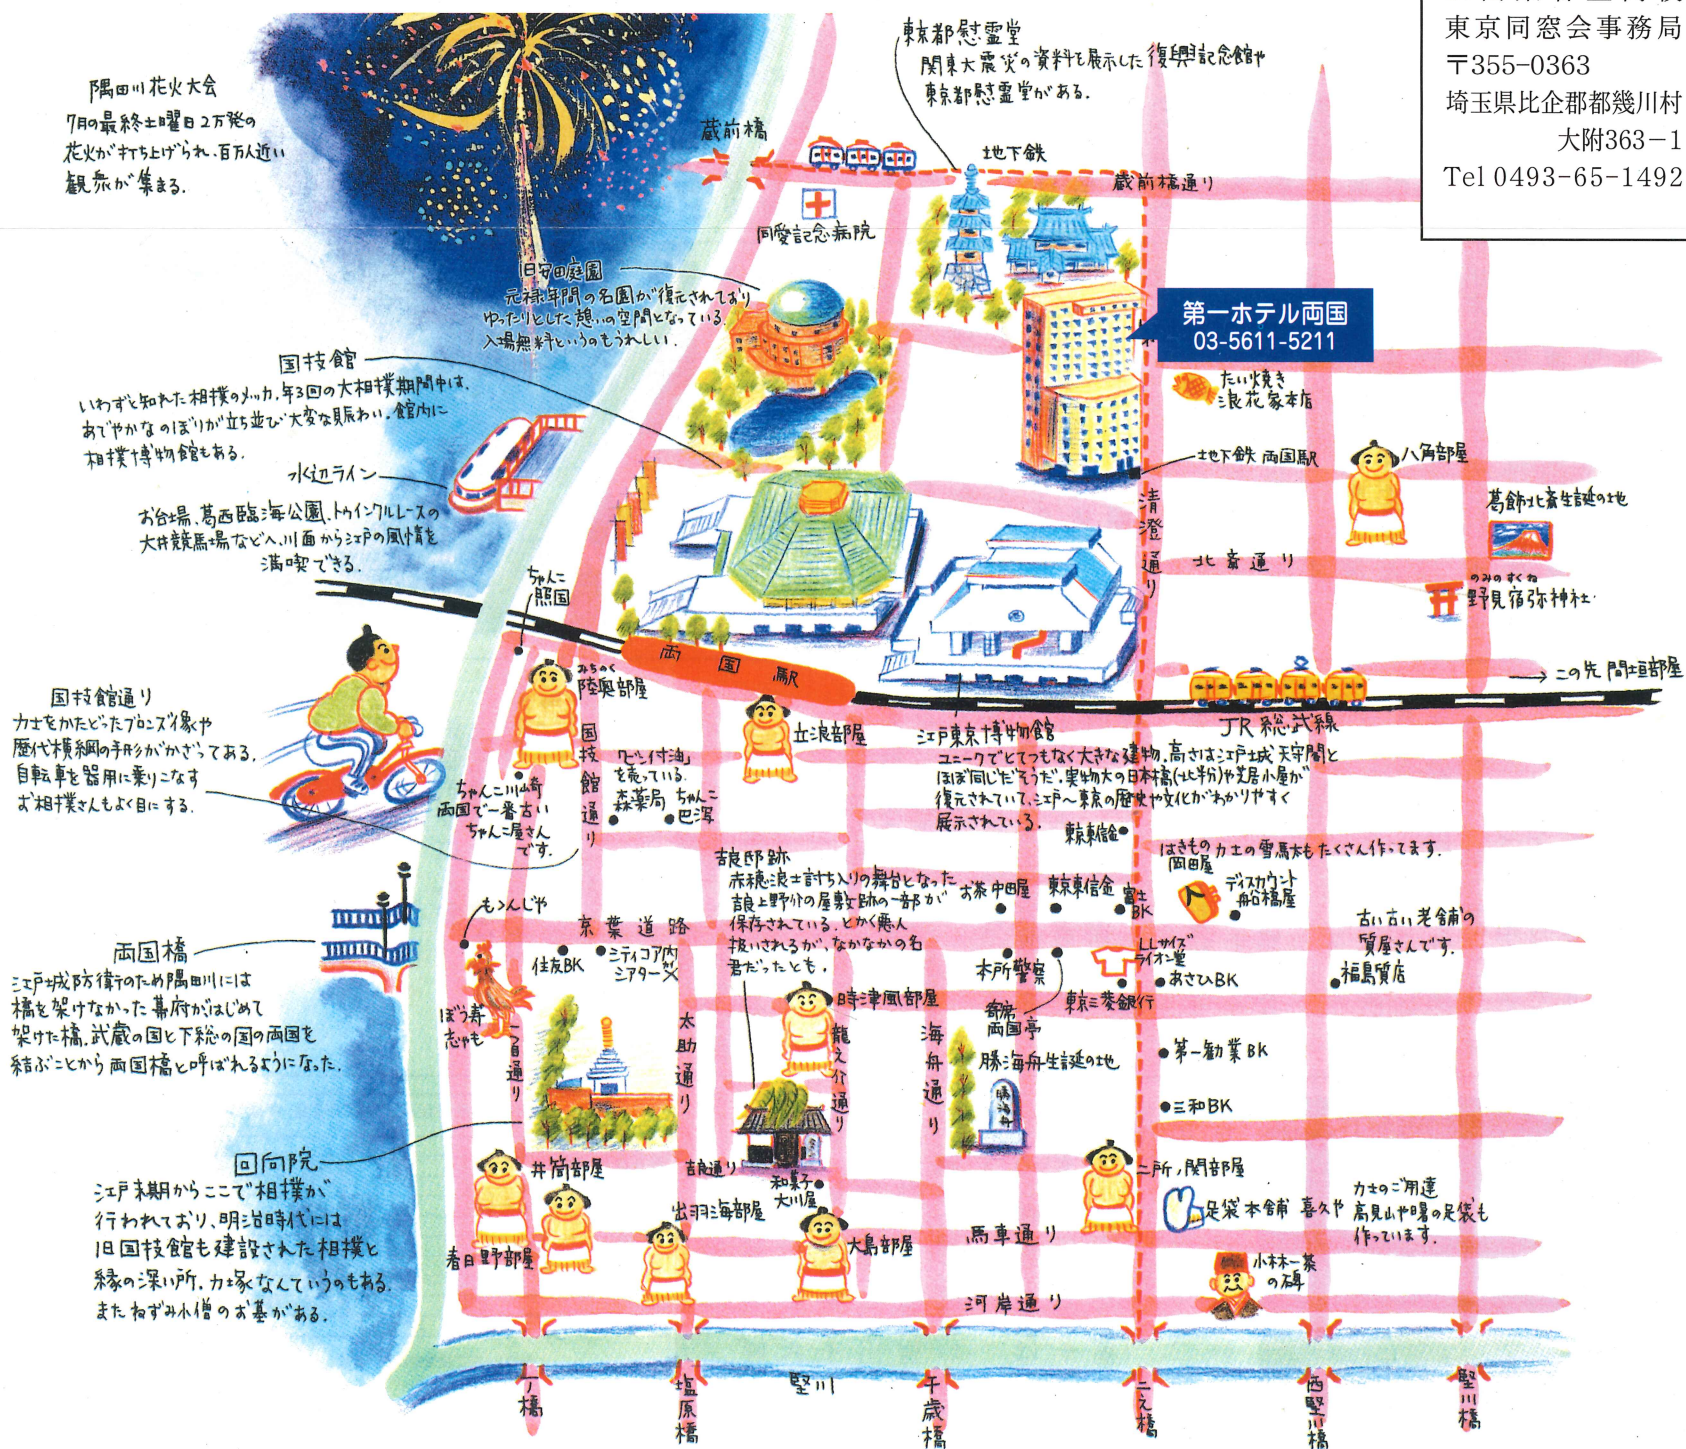 東京同窓会事務局
〒355-0363
埼玉県比企郡都幾川村
大附363-1
Tel 0493-65-1492
隅田川花火大会
7月の最終土曜日2万発の
花火が打ち上げられ、百万人近い
観衆が集まる.
東京都慰霊堂
関東大震災の資料を展示した復興記念館や
東京都慰霊堂がある.
蔵前橋
地下鉄
蔵前橋通り
同愛記念病院
旧安田庭園
元禄年間の名園が復元されており
ゆったりとした憩いの空間となっている.
入場無料というのもうれしい.
第一ホテル両国
03-5611-5211
国技館
いわずと知れた相撲のメッカ.年3回の大相撲期間中は、
あでやかなのぼりが立ち並び大変な賑わい.館内に
相撲博物館もある.
たい焼き
浪花家本店
地下鉄 両国駅
八角部屋
水辺ライン
お台場、葛西臨海公園、トゥインクルレースの
大井競馬場などへ、川面から江戸の風情を
満喫できる.
清澄通り
葛飾北斎生誕の地
北斎通り
のみのすくね
野見宿弥神社
ちゃんこ
照国
両国駅
みちのく
陸奥部屋
→この先 間垣部屋
JR総武線
国技館通り
力士をかたどったブロンズ像や
歴代横綱の手形がかざってある.
自転車を器用に乗りこなす
お相撲さんもよく目にする.
国技館通り
立浪部屋
江戸東京博物館
ユニークでとてつもなく大きな建物.高さは江戸城天守閣と
ほぼ同じだそうだ.実物大の日本橋(北半分)や芝居小屋が
復元されていて、江戸〜東京の歴史や文化がわかりやすく
展示されている.
「ビン付油」
を売っている.
森薬局
ちゃんこ
巴潟
ちゃんこ川崎
両国で一番古い
ちゃんこ屋さん
です.
東京東信金
はきもの
岡田屋
力士の雪駄もたくさん作ってます.
ディスカウント
船橋屋
吉良邸跡
赤穂浪士討ち入りの舞台となった
吉良上野介の屋敷跡の一部が
保存されている.とかく悪人
扱いされるが、なかなかの名
君だったとも.
お茶 中田屋
東京東信金
富士
BK
古い古い老舗の
質屋さんです.
福島質店
ももんじや
京葉道路
住友BK
シティコア内
シアターX
本所警察
LLサイズ
ライオン堂
あさひBK
東京三菱銀行
寄席
両国亭
両国橋
江戸城防衛のため隅田川には
橋を架けなかった幕府がはじめて
架けた橋.武蔵の国と下総の国の両国を
結ぶことから両国橋と呼ばれるようになった.
ぼうず
志ゃも
一の通り
太助通り
時津風部屋
龍之介通り
海舟通り
勝海舟生誕の地
勝海舟
第一勧業BK
三和BK
回向院
江戸末期からここで相撲が
行われており、明治時代には
旧国技館も建設された相撲と
縁の深い所.力塚なんていうのもある.
またねずみ小僧のお墓がある.
井筒部屋
吉良通り
和菓子
大川屋
春日野部屋
出羽海部屋
大島部屋
二所ノ関部屋
馬車通り
足袋本舗 喜久や
力士のご用達
高見山や曙の足袋も
作っています.
小林一茶
の碑
河岸通り
一ノ橋
塩原橋
竪川
千歳橋
二之橋
西竪川橋
竪川橋